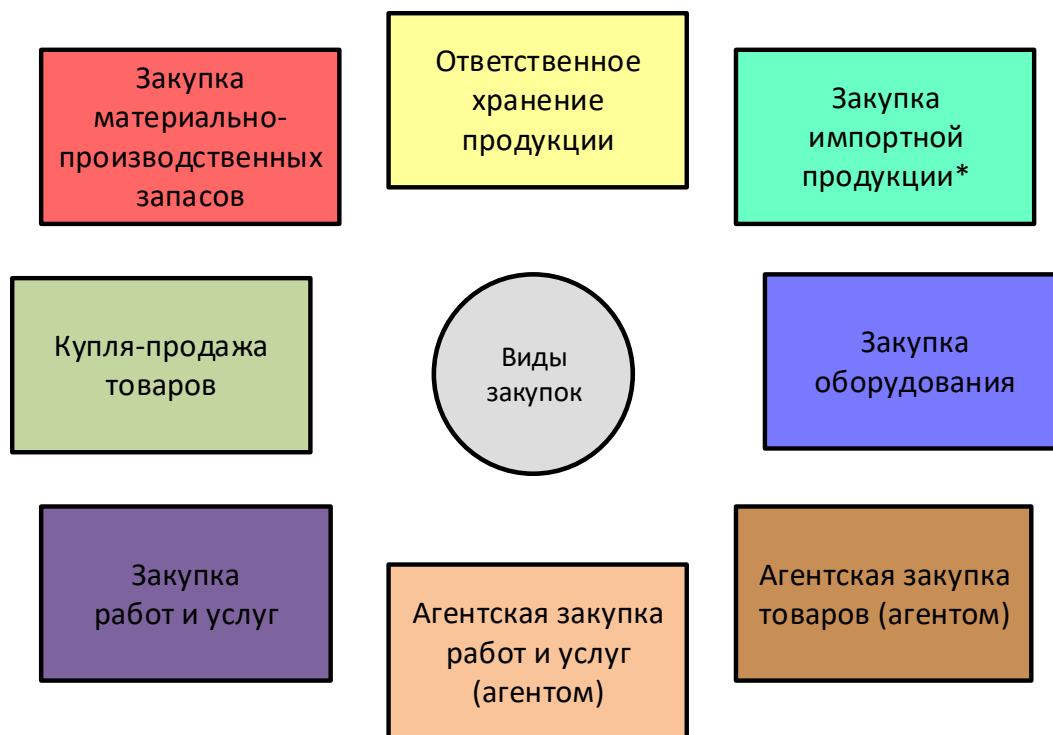 Закупка
материально-
производственных
запасов
Ответственное
хранение
продукции
Закупка
импортной
продукции*
Купля-продажа
товаров
Виды
закупок
Закупка
оборудования
Закупка
работ и услуг
Агентская закупка
работ и услуг
(агентом)
Агентская закупка
товаров (агентом)